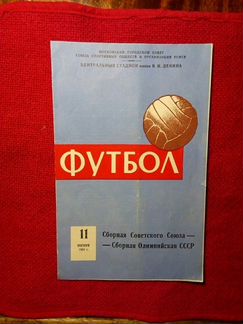 МОСКОВСКИЙ ГОРОДСКОЙ СОВЕТ
СОЮЗА СПОРТИВНЫХ ОБЩЕСТВ И ОРГАНИЗАЦИЙ РСФСР
ЦЕНТРАЛЬНЫЙ СТАДИОН имени В. И. ЛЕНИНА
ФУТБОЛ
11
Сборная Советского Союза —
— Сборная Олимпийская СССР